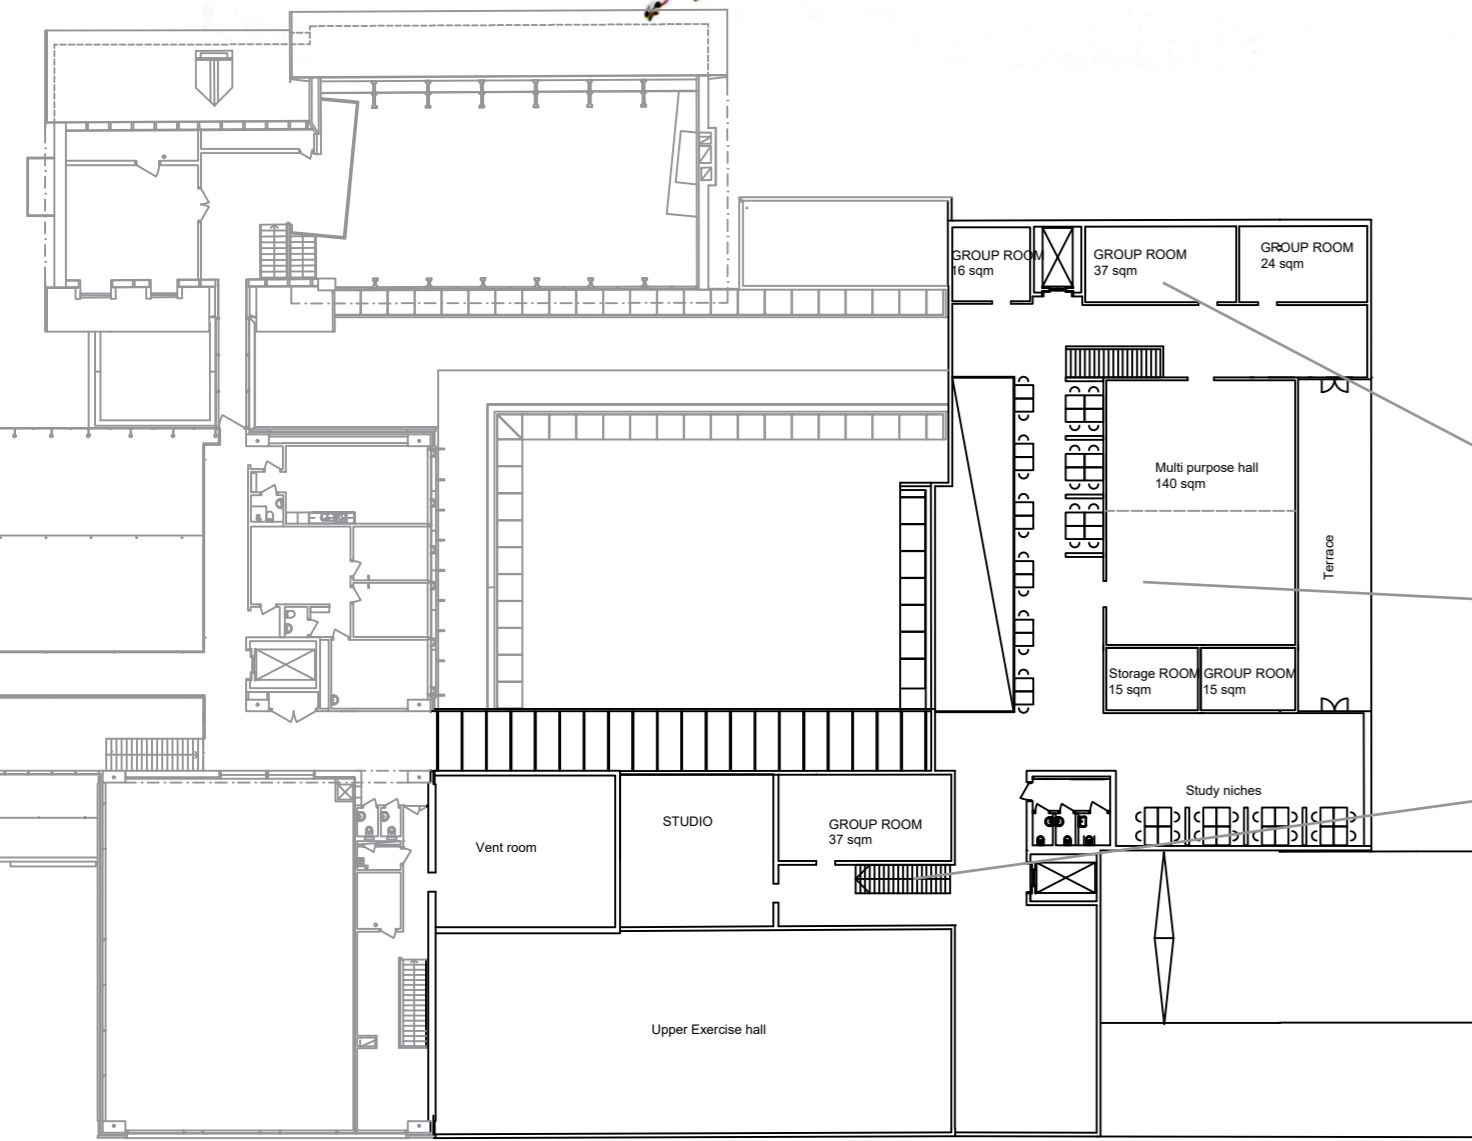 GROUP ROOM
16 sqm
GROUP ROOM
37 sqm
GROUP ROOM
24 sqm
Multi purpose hall
140 sqm
Terrace
Storage ROOM
15 sqm
GROUP ROOM
15 sqm
Study niches
Vent room
STUDIO
GROUP ROOM
37 sqm
Upper Exercise hall